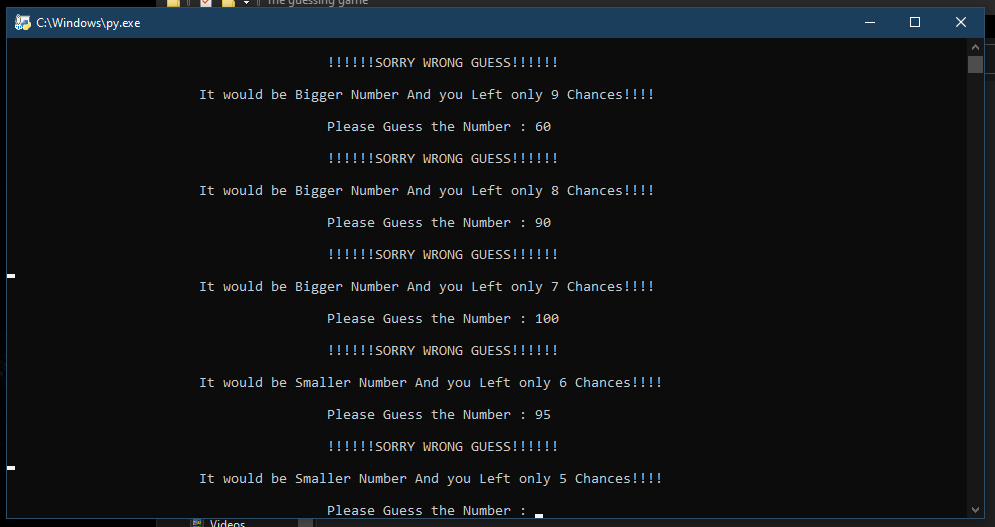 The guessing game
C:\Windows\py.exe
!!!!!!SORRY WRONG GUESS!!!!!!
It would be Bigger Number And you Left only 9 Chances!!!!
Please Guess the Number : 60
!!!!!!SORRY WRONG GUESS!!!!!!
It would be Bigger Number And you Left only 8 Chances!!!!
Please Guess the Number : 90
!!!!!!SORRY WRONG GUESS!!!!!!
It would be Bigger Number And you Left only 7 Chances!!!!
Please Guess the Number : 100
!!!!!!SORRY WRONG GUESS!!!!!!
It would be Smaller Number And you Left only 6 Chances!!!!
Please Guess the Number : 95
!!!!!!SORRY WRONG GUESS!!!!!!
It would be Smaller Number And you Left only 5 Chances!!!!
Please Guess the Number :
Videos